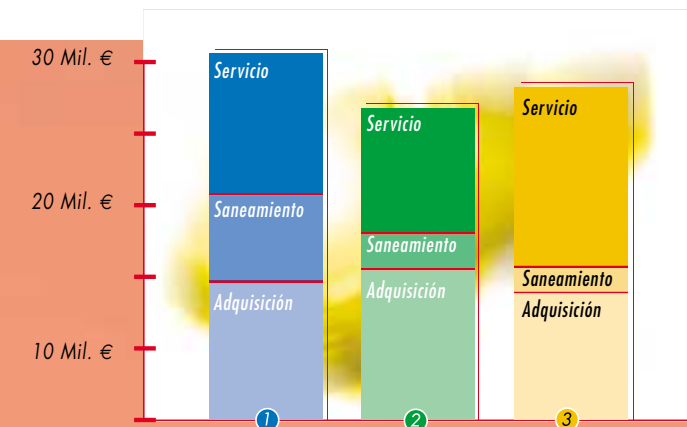 30 Mil. €
20 Mil. €
10 Mil. €
Servicio
Saneamiento
Adquisición
1
Servicio
Saneamiento
Adquisición
2
Servicio
Saneamiento
Adquisición
3